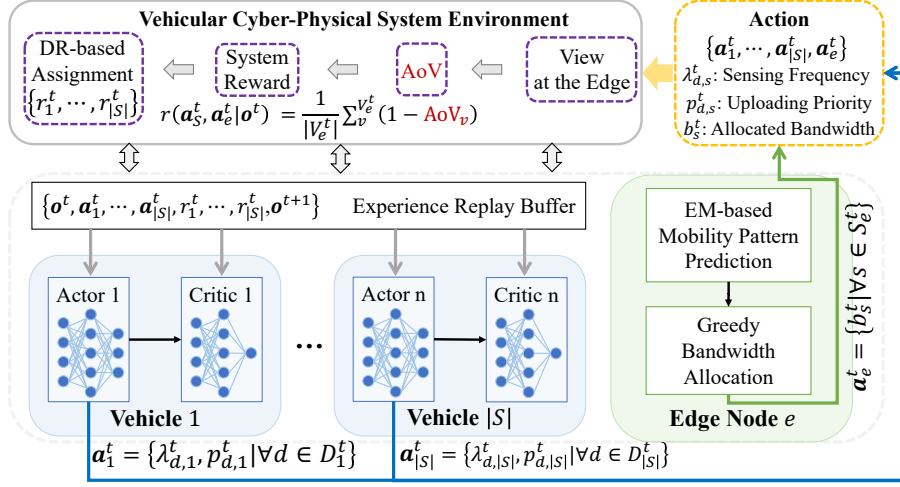 Vehicular Cyber-Physical System Environment
DR-based
Assignment
{r_1^t, ⋯, r_{|S|}^t}
System
Reward
AoV
View
at the Edge
r(a_S^t, a_e^t|o^t) = 1/|V_e^t| ∑_v^{V_e^t} (1 − AoV_v)
Action
{a_1^t, ⋯, a_{|S|}^t, a_e^t}
λ_{d,s}^t: Sensing Frequency
p_{d,s}^t: Uploading Priority
b_s^t: Allocated Bandwidth
{o^t, a_1^t, ⋯, a_{|S|}^t, r_1^t, ⋯, r_{|S|}^t, o^{t+1}} Experience Replay Buffer
Actor 1
Critic 1
Vehicle 1
...
Actor n
Critic n
Vehicle |S|
EM-based
Mobility Pattern
Prediction
Greedy
Bandwidth
Allocation
Edge Node e
a_e^t = {b_s^t|∀s ∈ S_e^t}
a_1^t = {λ_{d,1}^t, p_{d,1}^t|∀d ∈ D_1^t}
a_{|S|}^t = {λ_{d,|S|}^t, p_{d,|S|}^t|∀d ∈ D_{|S|}^t}